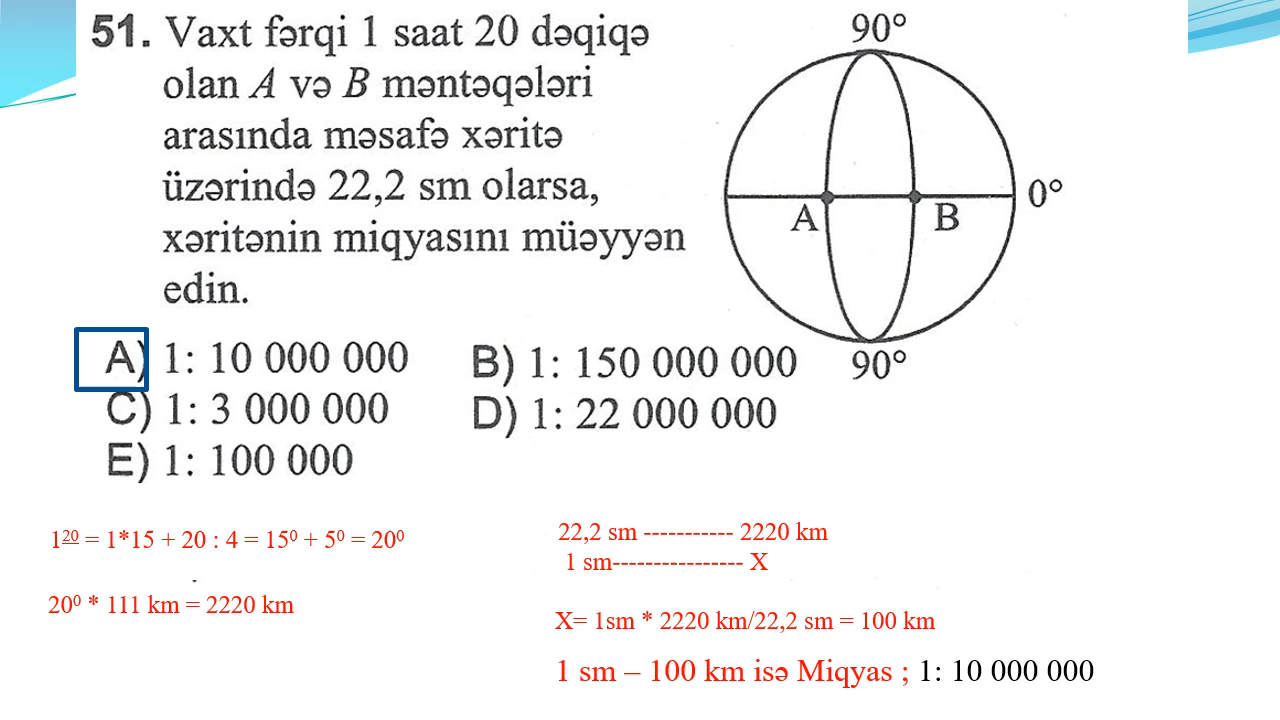 51. Vaxt fərqi 1 saat 20 dəqiqə
olan A və B məntəqələri
arasında məsafə xəritə
üzərində 22,2 sm olarsa,
xəritənin miqyasını müəyyən
edin.
90°
0°
A
B
90°
A) 1: 10 000 000
B) 1: 150 000 000
C) 1: 3 000 000
D) 1: 22 000 000
E) 1: 100 000
1²⁰ = 1*15 + 20 : 4 = 15⁰ + 5⁰ = 20⁰
20⁰ * 111 km = 2220 km
22,2 sm ----------- 2220 km
1 sm---------------- X
X= 1sm * 2220 km/22,2 sm = 100 km
1 sm – 100 km isə Miqyas ; 1: 10 000 000